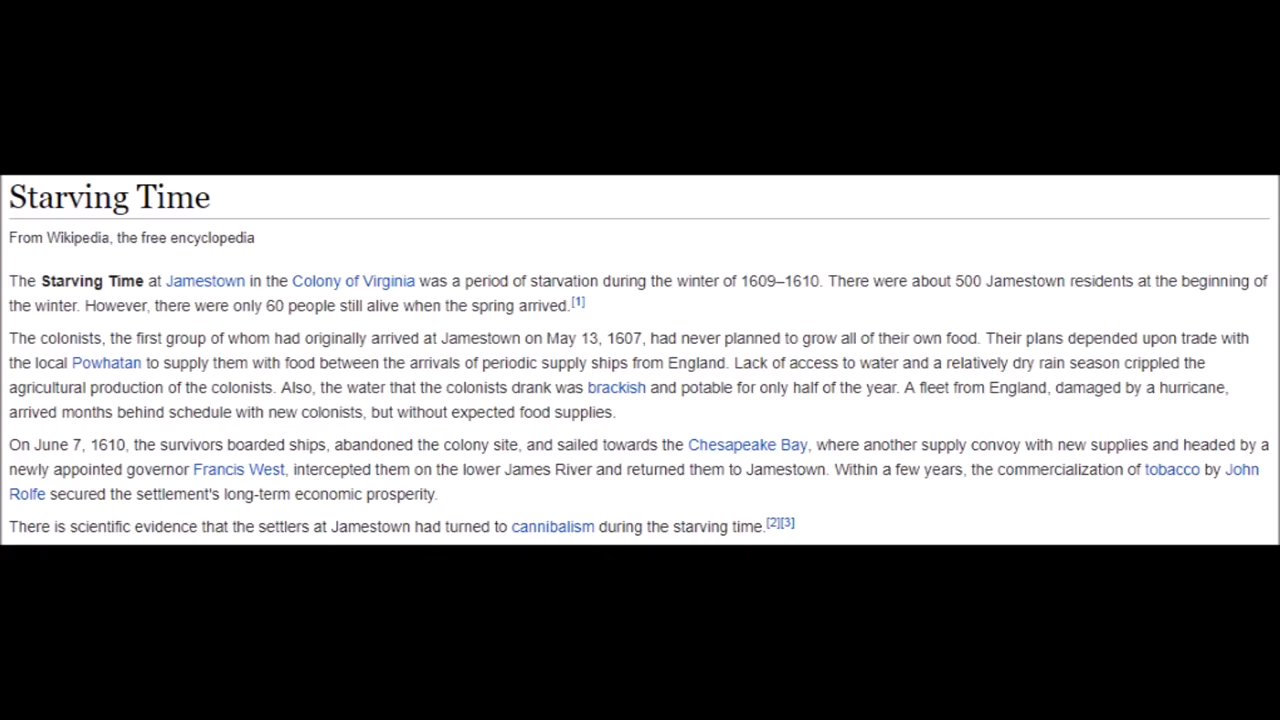 Starving Time
From Wikipedia, the free encyclopedia
The Starving Time at Jamestown in the Colony of Virginia was a period of starvation during the winter of 1609–1610. There were about 500 Jamestown residents at the beginning of
the winter. However, there were only 60 people still alive when the spring arrived.[1]
The colonists, the first group of whom had originally arrived at Jamestown on May 13, 1607, had never planned to grow all of their own food. Their plans depended upon trade with
the local Powhatan to supply them with food between the arrivals of periodic supply ships from England. Lack of access to water and a relatively dry rain season crippled the
agricultural production of the colonists. Also, the water that the colonists drank was brackish and potable for only half of the year. A fleet from England, damaged by a hurricane,
arrived months behind schedule with new colonists, but without expected food supplies.
On June 7, 1610, the survivors boarded ships, abandoned the colony site, and sailed towards the Chesapeake Bay, where another supply convoy with new supplies and headed by a
newly appointed governor Francis West, intercepted them on the lower James River and returned them to Jamestown. Within a few years, the commercialization of tobacco by John
Rolfe secured the settlement's long-term economic prosperity.
There is scientific evidence that the settlers at Jamestown had turned to cannibalism during the starving time.[2][3]